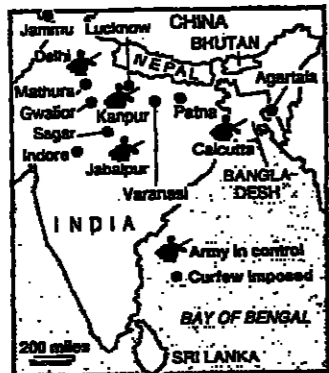 CHINA
Jammu
Lucknow
BHUTAN
Delhi
NEPAL
Agartala
Mathura
Gwalior
Kanpur
Patna
Sagar
Calcutta
Indore
Jabalpur
BANGLA-
DESH
Varanasi
INDIA
Army in control
Curfew imposed
BAY OF BENGAL
200 miles
SRI LANKA